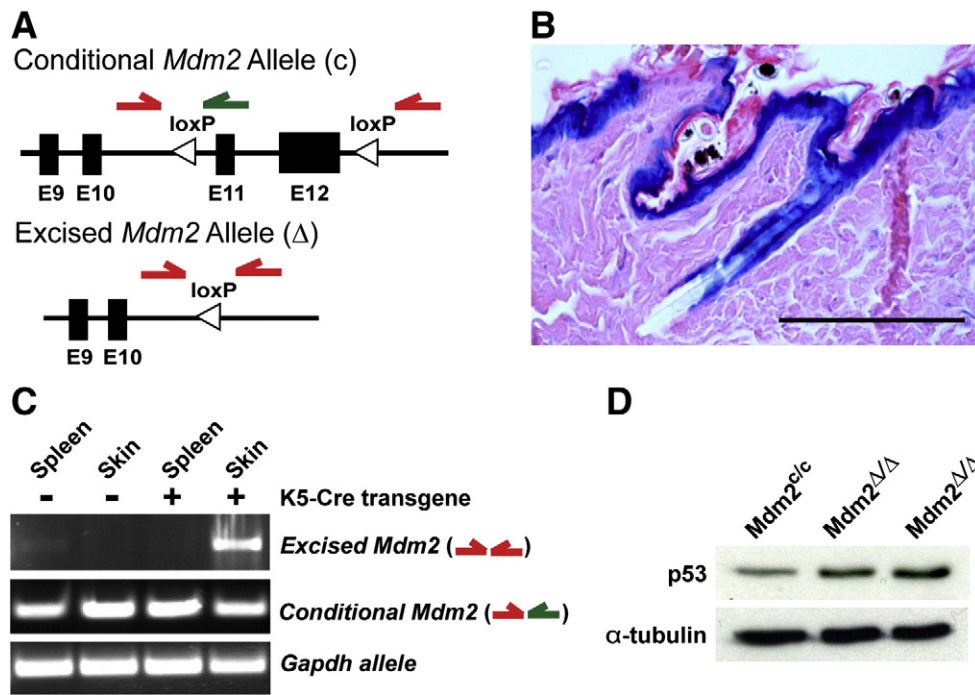 A
Conditional Mdm2 Allele (c)
loxP
loxP
E9
E10
E11
E12
Excised Mdm2 Allele (Δ)
loxP
E9
E10
B
C
Spleen
Skin
Spleen
Skin
- - + + K5-Cre transgene
Excised Mdm2 ( )
Conditional Mdm2 ( )
Gapdh allele
D
Mdm2c/c
Mdm2Δ/Δ
Mdm2Δ/Δ
p53
α-tubulin